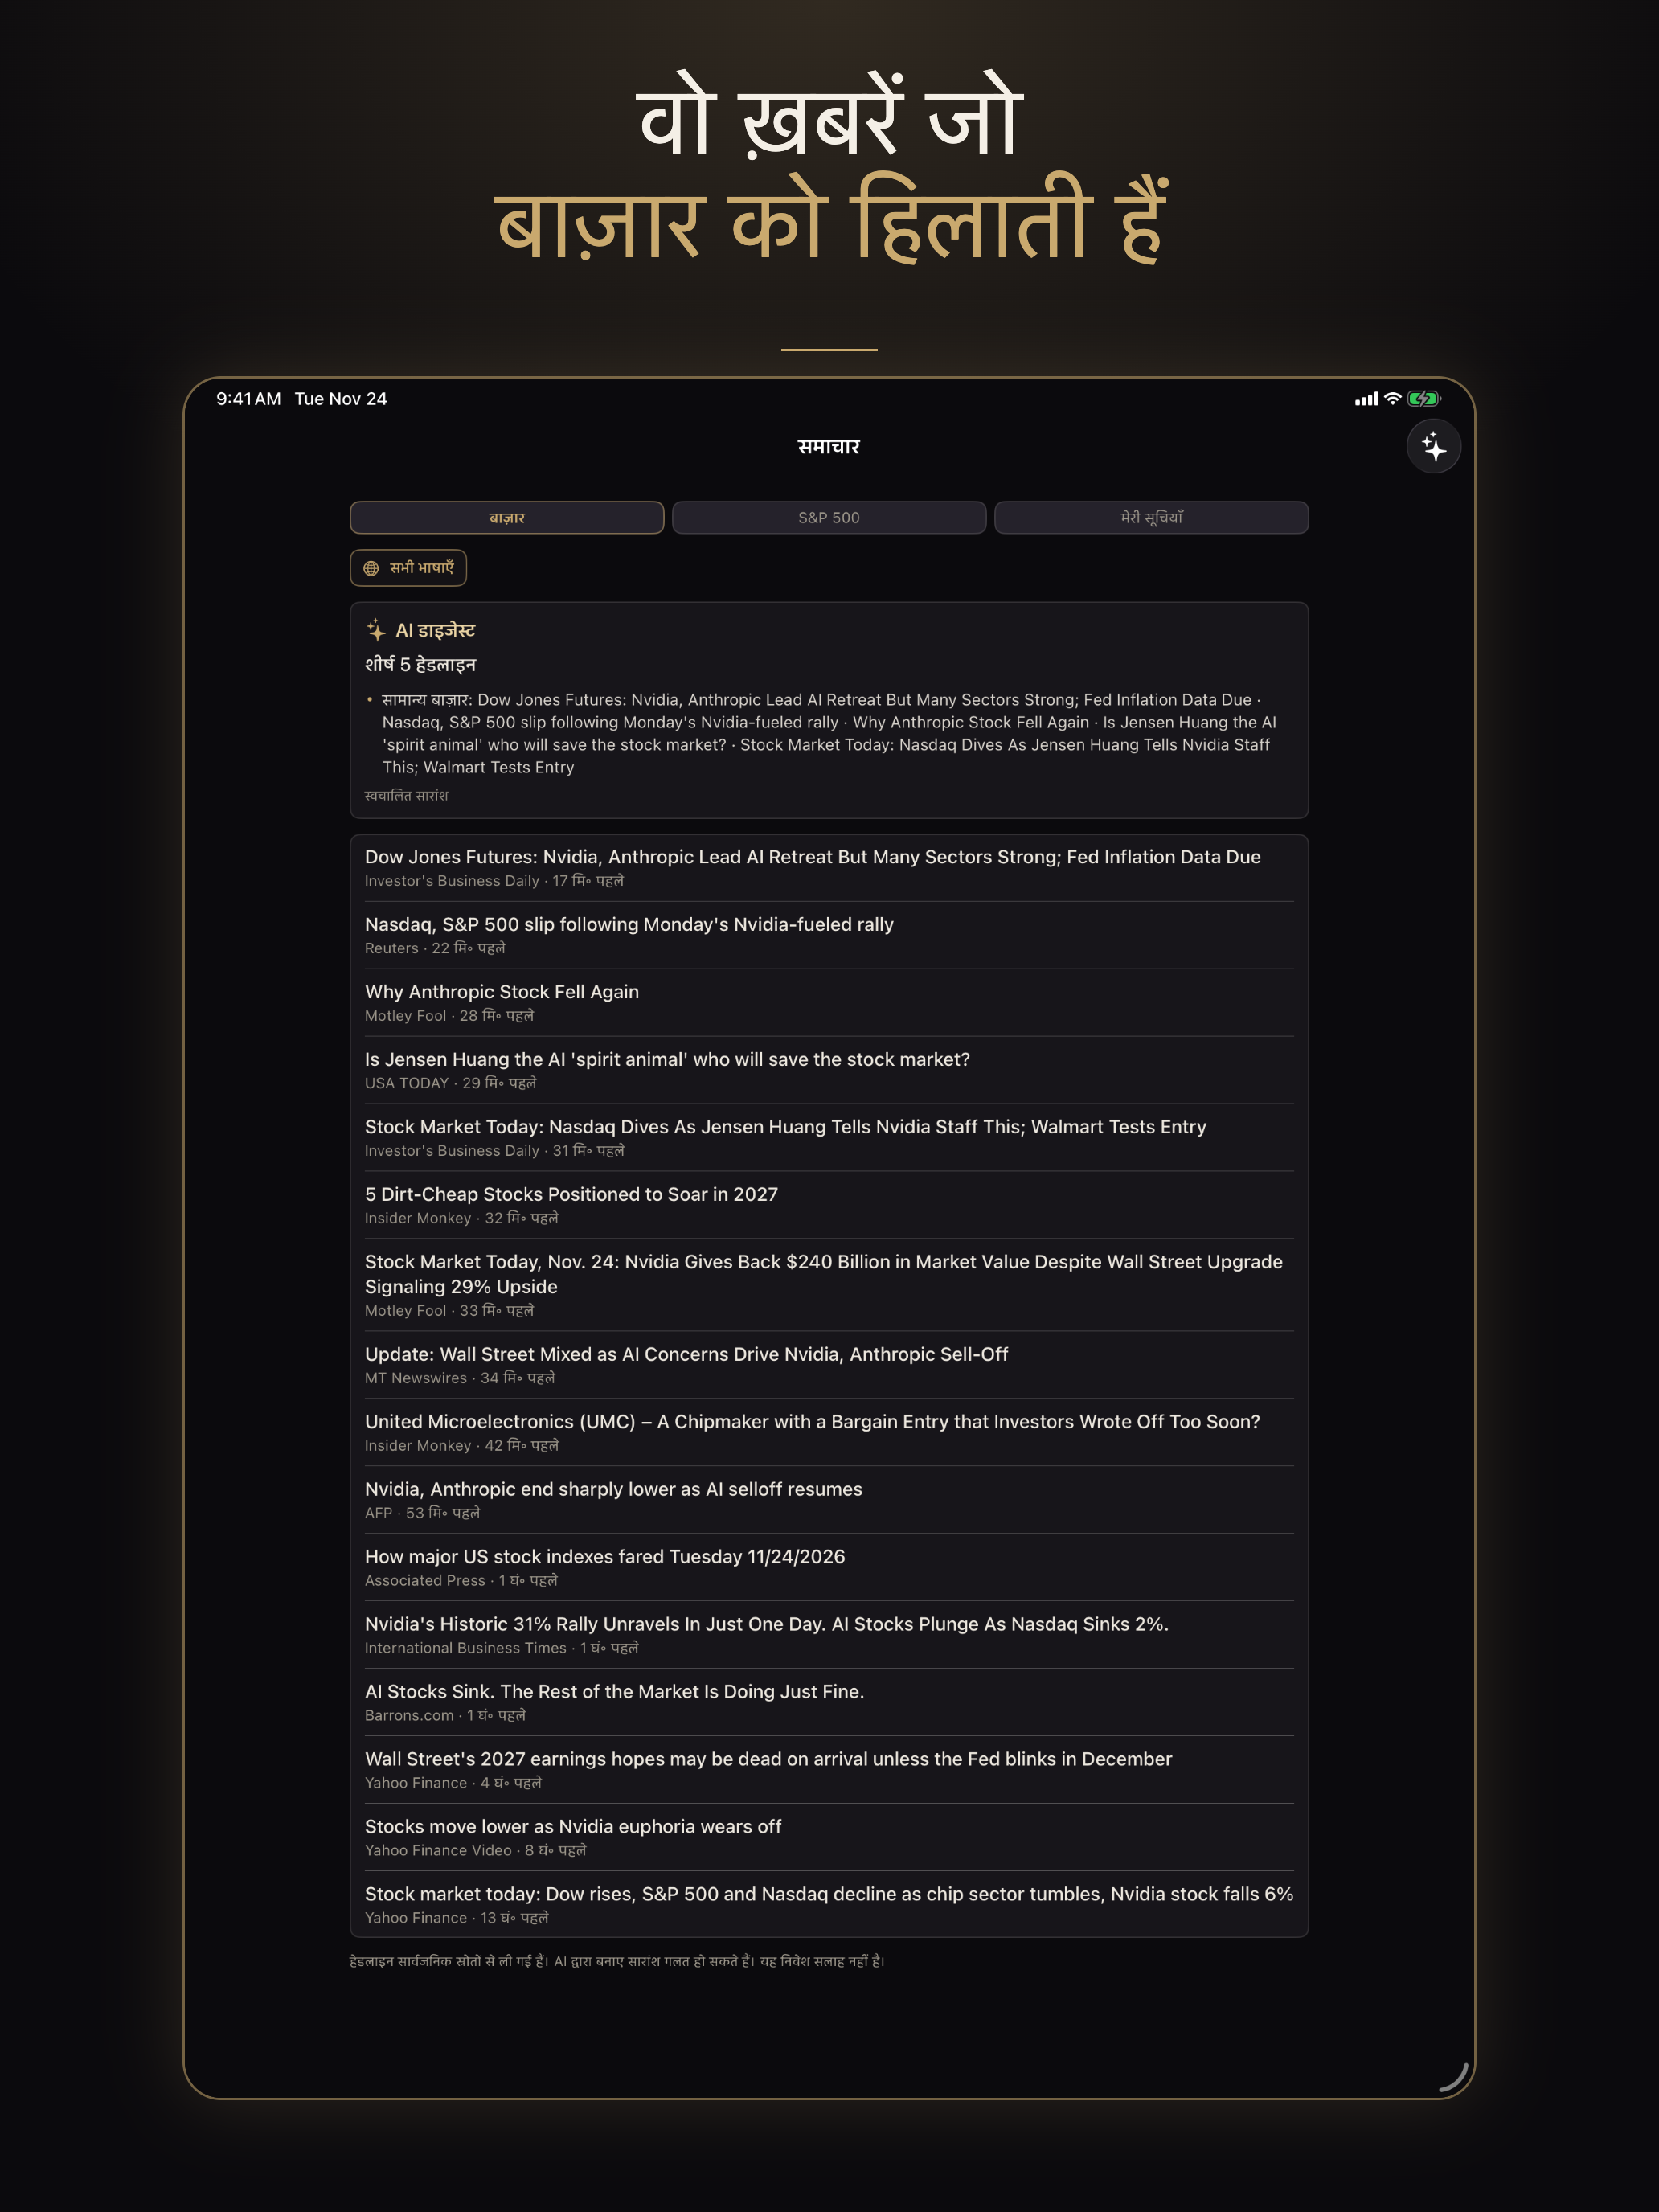 वो ख़बरें जो
बाज़ार को हिलाती हैं
9:41 AM Tue Nov 24
समाचार
बाज़ार
S&P 500
मेरी सूचियाँ
सभी भाषाएँ
AI डाइजेस्ट
शीर्ष 5 हेडलाइन
• सामान्य बाज़ार: Dow Jones Futures: Nvidia, Anthropic Lead AI Retreat But Many Sectors Strong; Fed Inflation Data Due ·
Nasdaq, S&P 500 slip following Monday's Nvidia-fueled rally · Why Anthropic Stock Fell Again · Is Jensen Huang the AI
'spirit animal' who will save the stock market? · Stock Market Today: Nasdaq Dives As Jensen Huang Tells Nvidia Staff
This; Walmart Tests Entry
स्वचालित सारांश
Dow Jones Futures: Nvidia, Anthropic Lead AI Retreat But Many Sectors Strong; Fed Inflation Data Due
Investor's Business Daily · 17 मि॰ पहले
Nasdaq, S&P 500 slip following Monday's Nvidia-fueled rally
Reuters · 22 मि॰ पहले
Why Anthropic Stock Fell Again
Motley Fool · 28 मि॰ पहले
Is Jensen Huang the AI 'spirit animal' who will save the stock market?
USA TODAY · 29 मि॰ पहले
Stock Market Today: Nasdaq Dives As Jensen Huang Tells Nvidia Staff This; Walmart Tests Entry
Investor's Business Daily · 31 मि॰ पहले
5 Dirt-Cheap Stocks Positioned to Soar in 2027
Insider Monkey · 32 मि॰ पहले
Stock Market Today, Nov. 24: Nvidia Gives Back $240 Billion in Market Value Despite Wall Street Upgrade
Signaling 29% Upside
Motley Fool · 33 मि॰ पहले
Update: Wall Street Mixed as AI Concerns Drive Nvidia, Anthropic Sell-Off
MT Newswires · 34 मि॰ पहले
United Microelectronics (UMC) – A Chipmaker with a Bargain Entry that Investors Wrote Off Too Soon?
Insider Monkey · 42 मि॰ पहले
Nvidia, Anthropic end sharply lower as AI selloff resumes
AFP · 53 मि॰ पहले
How major US stock indexes fared Tuesday 11/24/2026
Associated Press · 1 घं॰ पहले
Nvidia's Historic 31% Rally Unravels In Just One Day. AI Stocks Plunge As Nasdaq Sinks 2%.
International Business Times · 1 घं॰ पहले
AI Stocks Sink. The Rest of the Market Is Doing Just Fine.
Barrons.com · 1 घं॰ पहले
Wall Street's 2027 earnings hopes may be dead on arrival unless the Fed blinks in December
Yahoo Finance · 4 घं॰ पहले
Stocks move lower as Nvidia euphoria wears off
Yahoo Finance Video · 8 घं॰ पहले
Stock market today: Dow rises, S&P 500 and Nasdaq decline as chip sector tumbles, Nvidia stock falls 6%
Yahoo Finance · 13 घं॰ पहले
हेडलाइन सार्वजनिक स्रोतों से ली गई हैं। AI द्वारा बनाए सारांश गलत हो सकते हैं। यह निवेश सलाह नहीं है।